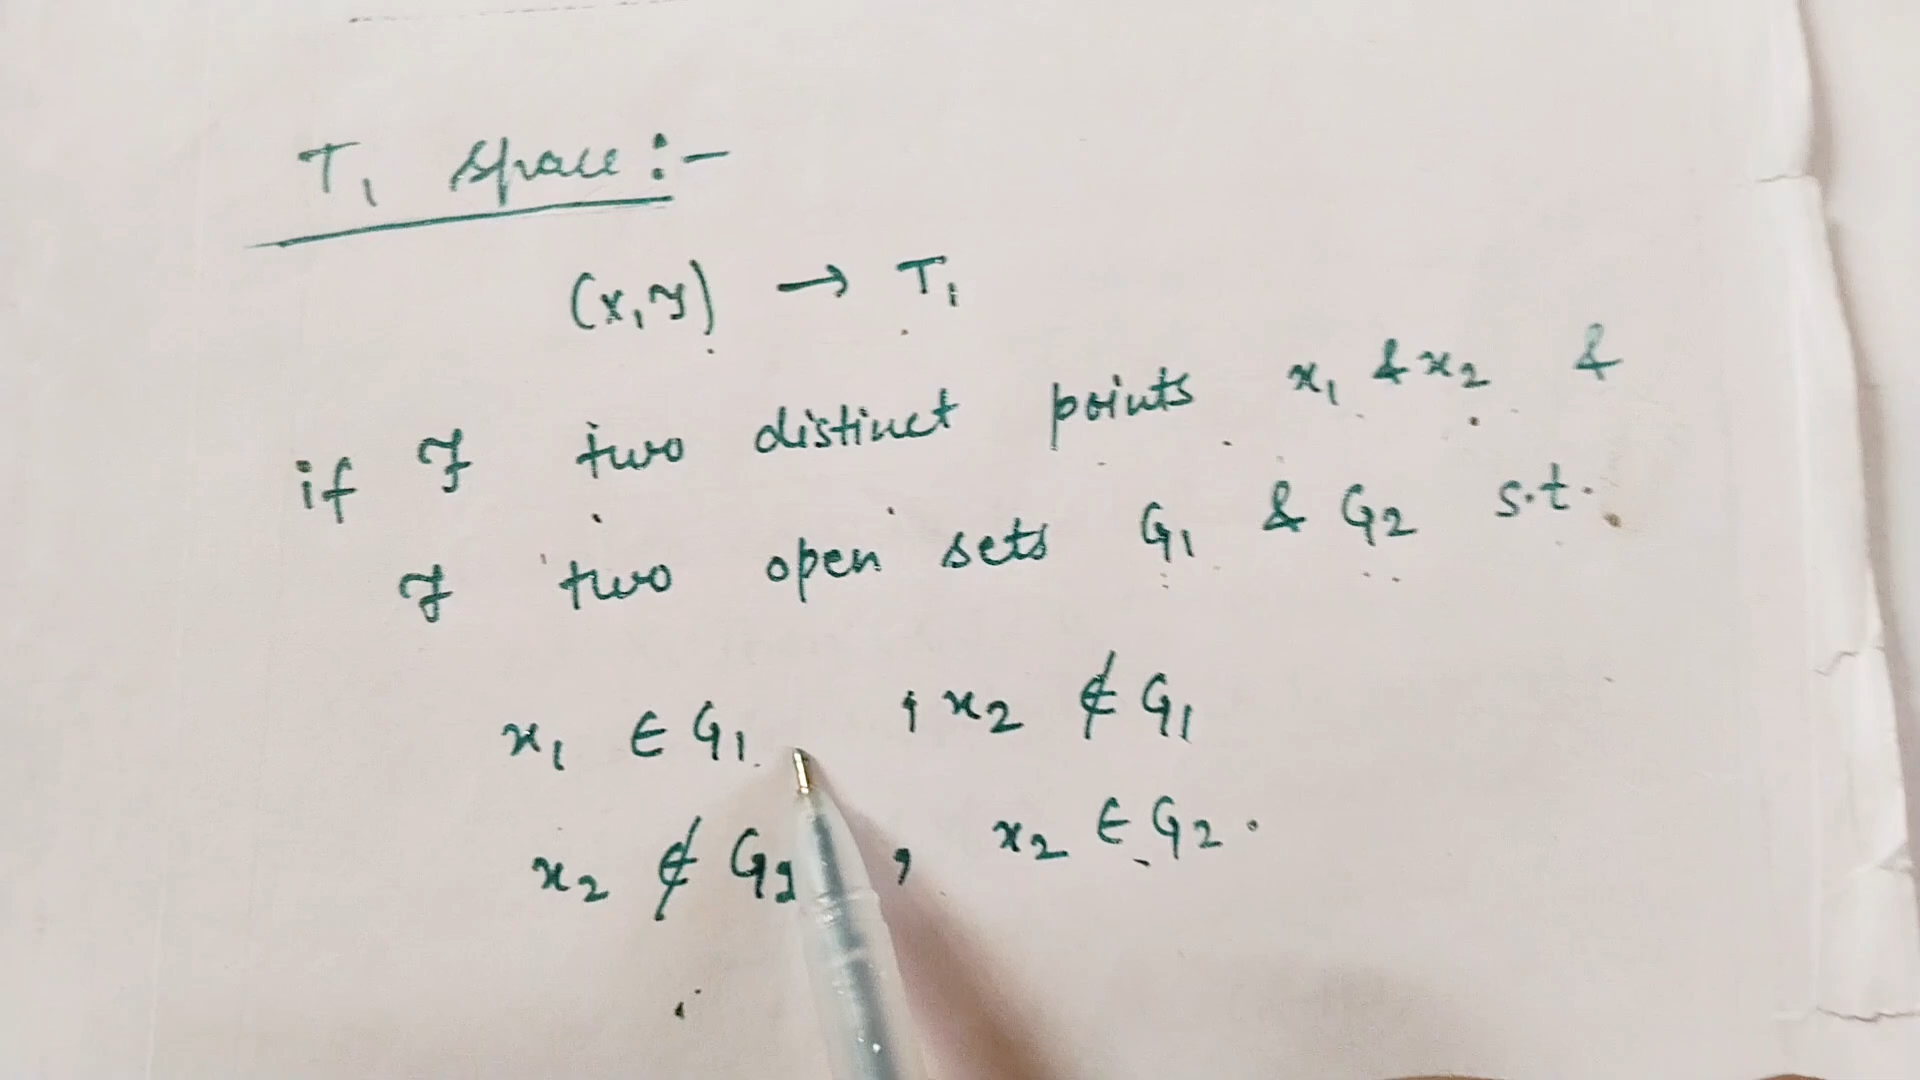 T₁ space:-
(X, ℑ) → T₁
if ∃ two distinct points x₁ & x₂ &
∃ two open sets G₁ & G₂ s.t.
x₁ ∈ G₁ , x₂ ∉ G₁
x₂ ∉ G₂ , x₂ ∈ G₂.